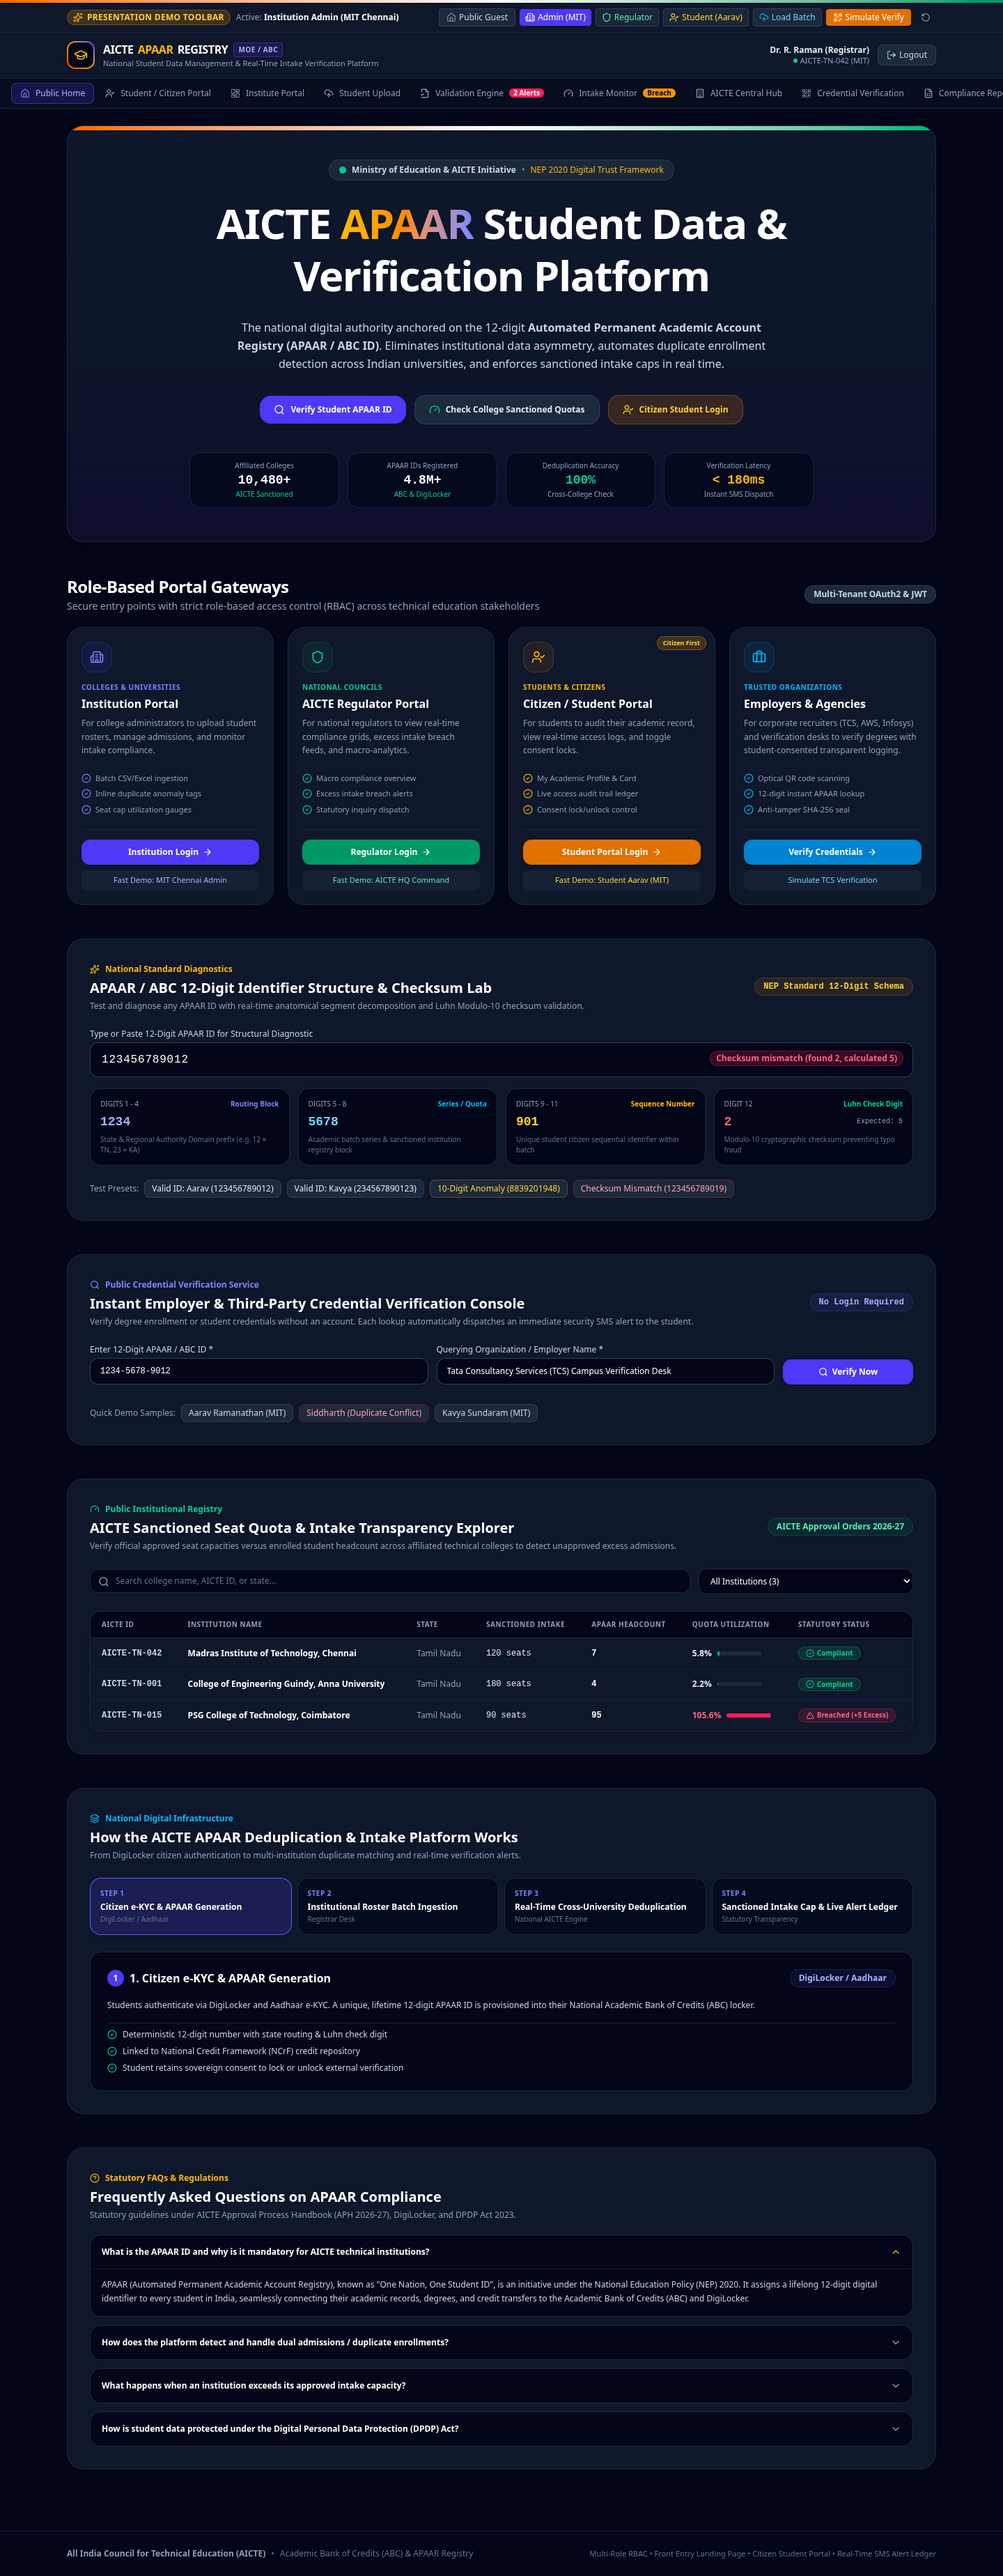 PRESENTATION DEMO TOOLBAR Active: Institution Admin (MIT Chennai) Public Guest Admin (MIT) Regulator Student (Aarav) Load Batch Simulate Verify
AICTE APAAR REGISTRY MOE / ABC
National Student Data Management & Real-Time Intake Verification Platform
Dr. R. Raman (Registrar)
AICTE-TN-042 (MIT)
Logout
Public Home Student / Citizen Portal Institute Portal Student Upload Validation Engine 2 Alerts Intake Monitor Breach AICTE Central Hub Credential Verification Compliance Rep
Ministry of Education & AICTE Initiative • NEP 2020 Digital Trust Framework
AICTE APAAR Student Data &
Verification Platform
The national digital authority anchored on the 12-digit Automated Permanent Academic Account
Registry (APAAR / ABC ID). Eliminates institutional data asymmetry, automates duplicate enrollment
detection across Indian universities, and enforces sanctioned intake caps in real time.
Verify Student APAAR ID Check College Sanctioned Quotas Citizen Student Login
Affiliated Colleges
10,480+
AICTE Sanctioned
APAAR IDs Registered
4.8M+
ABC & DigiLocker
Deduplication Accuracy
100%
Cross-College Check
Verification Latency
< 180ms
Instant SMS Dispatch
Role-Based Portal Gateways
Secure entry points with strict role-based access control (RBAC) across technical education stakeholders
Multi-Tenant OAuth2 & JWT
COLLEGES & UNIVERSITIES
Institution Portal
For college administrators to upload student
rosters, manage admissions, and monitor
intake compliance.
Batch CSV/Excel ingestion
Inline duplicate anomaly tags
Seat cap utilization gauges
Institution Login
Fast Demo: MIT Chennai Admin
NATIONAL COUNCILS
AICTE Regulator Portal
For national regulators to view real-time
compliance grids, excess intake breach
feeds, and macro-analytics.
Macro compliance overview
Excess intake breach alerts
Statutory inquiry dispatch
Regulator Login
Fast Demo: AICTE HQ Command
Citizen First
STUDENTS & CITIZENS
Citizen / Student Portal
For students to audit their academic record,
view real-time access logs, and toggle
consent locks.
My Academic Profile & Card
Live access audit trail ledger
Consent lock/unlock control
Student Portal Login
Fast Demo: Student Aarav (MIT)
TRUSTED ORGANIZATIONS
Employers & Agencies
For corporate recruiters (TCS, AWS, Infosys)
and verification desks to verify degrees with
student-consented transparent logging.
Optical QR code scanning
12-digit instant APAAR lookup
Anti-tamper SHA-256 seal
Verify Credentials
Simulate TCS Verification
National Standard Diagnostics
APAAR / ABC 12-Digit Identifier Structure & Checksum Lab
Test and diagnose any APAAR ID with real-time anatomical segment decomposition and Luhn Modulo-10 checksum validation.
NEP Standard 12-Digit Schema
Type or Paste 12-Digit APAAR ID for Structural Diagnostic
123456789012
Checksum mismatch (found 2, calculated 5)
DIGITS 1 - 4 Routing Block
1234
State & Regional Authority Domain prefix (e.g. 12 =
TN, 23 = KA)
DIGITS 5 - 8 Series / Quota
5678
Academic batch series & sanctioned institution
registry block
DIGITS 9 - 11 Sequence Number
901
Unique student citizen sequential identifier within
batch
DIGIT 12 Luhn Check Digit
2 Expected: 5
Modulo-10 cryptographic checksum preventing typo
fraud
Test Presets: Valid ID: Aarav (123456789012) Valid ID: Kavya (234567890123) 10-Digit Anomaly (8839201948) Checksum Mismatch (123456789019)
Public Credential Verification Service
Instant Employer & Third-Party Credential Verification Console
Verify degree enrollment or student credentials without an account. Each lookup automatically dispatches an immediate security SMS alert to the student.
No Login Required
Enter 12-Digit APAAR / ABC ID *
1234-5678-9012
Querying Organization / Employer Name *
Tata Consultancy Services (TCS) Campus Verification Desk
Verify Now
Quick Demo Samples: Aarav Ramanathan (MIT) Siddharth (Duplicate Conflict) Kavya Sundaram (MIT)
Public Institutional Registry
AICTE Sanctioned Seat Quota & Intake Transparency Explorer
Verify official approved seat capacities versus enrolled student headcount across affiliated technical colleges to detect unapproved excess admissions.
AICTE Approval Orders 2026-27
Search college name, AICTE ID, or state...
All Institutions (3)
AICTE ID INSTITUTION NAME STATE SANCTIONED INTAKE APAAR HEADCOUNT QUOTA UTILIZATION STATUTORY STATUS
AICTE-TN-042 Madras Institute of Technology, Chennai Tamil Nadu 120 seats 7 5.8% Compliant
AICTE-TN-001 College of Engineering Guindy, Anna University Tamil Nadu 180 seats 4 2.2% Compliant
AICTE-TN-015 PSG College of Technology, Coimbatore Tamil Nadu 90 seats 95 105.6% Breached (+5 Excess)
National Digital Infrastructure
How the AICTE APAAR Deduplication & Intake Platform Works
From DigiLocker citizen authentication to multi-institution duplicate matching and real-time verification alerts.
STEP 1
Citizen e-KYC & APAAR Generation
DigiLocker / Aadhaar
STEP 2
Institutional Roster Batch Ingestion
Registrar Desk
STEP 3
Real-Time Cross-University Deduplication
National AICTE Engine
STEP 4
Sanctioned Intake Cap & Live Alert Ledger
Statutory Transparency
1 1. Citizen e-KYC & APAAR Generation
DigiLocker / Aadhaar
Students authenticate via DigiLocker and Aadhaar e-KYC. A unique, lifetime 12-digit APAAR ID is provisioned into their National Academic Bank of Credits (ABC) locker.
Deterministic 12-digit number with state routing & Luhn check digit
Linked to National Credit Framework (NCrF) credit repository
Student retains sovereign consent to lock or unlock external verification
Statutory FAQs & Regulations
Frequently Asked Questions on APAAR Compliance
Statutory guidelines under AICTE Approval Process Handbook (APH 2026-27), DigiLocker, and DPDP Act 2023.
What is the APAAR ID and why is it mandatory for AICTE technical institutions?
APAAR (Automated Permanent Academic Account Registry), known as "One Nation, One Student ID", is an initiative under the National Education Policy (NEP) 2020. It assigns a lifelong 12-digit digital
identifier to every student in India, seamlessly connecting their academic records, degrees, and credit transfers to the Academic Bank of Credits (ABC) and DigiLocker.
How does the platform detect and handle dual admissions / duplicate enrollments?
What happens when an institution exceeds its approved intake capacity?
How is student data protected under the Digital Personal Data Protection (DPDP) Act?
All India Council for Technical Education (AICTE) • Academic Bank of Credits (ABC) & APAAR Registry
Multi-Role RBAC • Front Entry Landing Page • Citizen Student Portal • Real-Time SMS Alert Ledger